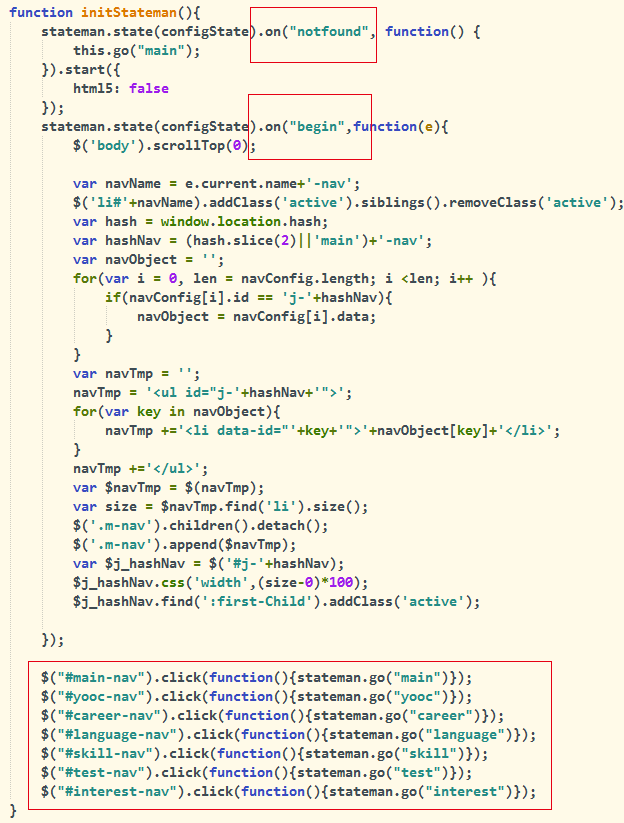 function initStateman(){
stateman.state(configState).on("notfound", function() {
this.go("main");
}).start({
html5: false
});
stateman.state(configState).on("begin",function(e){
$('body').scrollTop(0);
var navName = e.current.name+'-nav';
$('li#'+navName).addClass('active').siblings().removeClass('active');
var hash = window.location.hash;
var hashNav = (hash.slice(2)||'main')+'-nav';
var navObject = '';
for(var i = 0, len = navConfig.length; i <len; i++ ){
if(navConfig[i].id == 'j-'+hashNav){
navObject = navConfig[i].data;
}
}
var navTmp = '';
navTmp = '<ul id="j-'+hashNav+'">';
for(var key in navObject){
navTmp +='<li data-id="'+key+'">'+navObject[key]+'</li>';
}
navTmp +='</ul>';
var $navTmp = $(navTmp);
var size = $navTmp.find('li').size();
$('.m-nav').children().detach();
$('.m-nav').append($navTmp);
var $j_hashNav = $('#j-'+hashNav);
$j_hashNav.css('width',(size-0)*100);
$j_hashNav.find(':first-Child').addClass('active');
});
$("#main-nav").click(function(){stateman.go("main")});
$("#yooc-nav").click(function(){stateman.go("yooc")});
$("#career-nav").click(function(){stateman.go("career")});
$("#language-nav").click(function(){stateman.go("language")});
$("#skill-nav").click(function(){stateman.go("skill")});
$("#test-nav").click(function(){stateman.go("test")});
$("#interest-nav").click(function(){stateman.go("interest")});
}